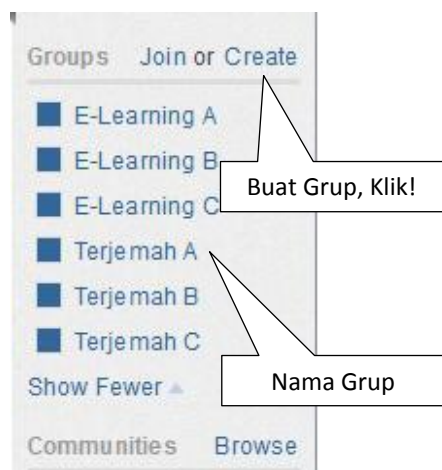 Groups Join or Create
E-Learning A
E-Learning B
E-Learning C
Buat Grup, Klik!
Terjemah A
Terjemah B
Terjemah C
Nama Grup
Show Fewer
Communities Browse